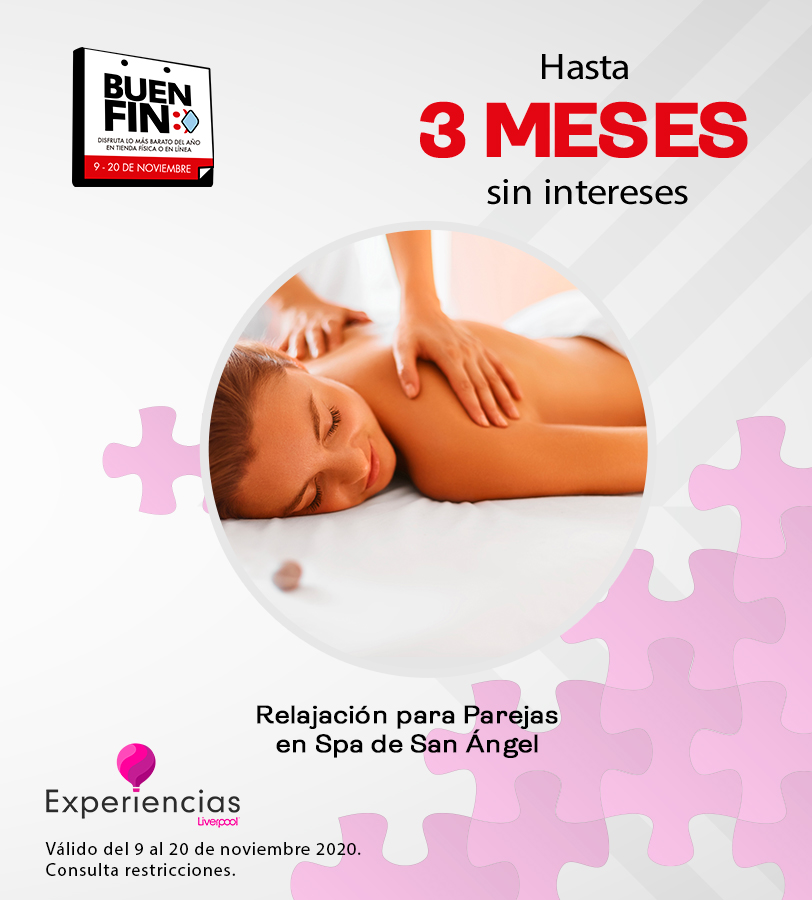 BUEN
FIN
DISFRUTA LO MÁS BARATO DEL AÑO
EN TIENDA FÍSICA O EN LÍNEA
9 - 20 DE NOVIEMBRE
Hasta
3 MESES
sin intereses
Relajación para Parejas
en Spa de San Ángel
Experiencias
Liverpool
Válido del 9 al 20 de noviembre 2020.
Consulta restricciones.